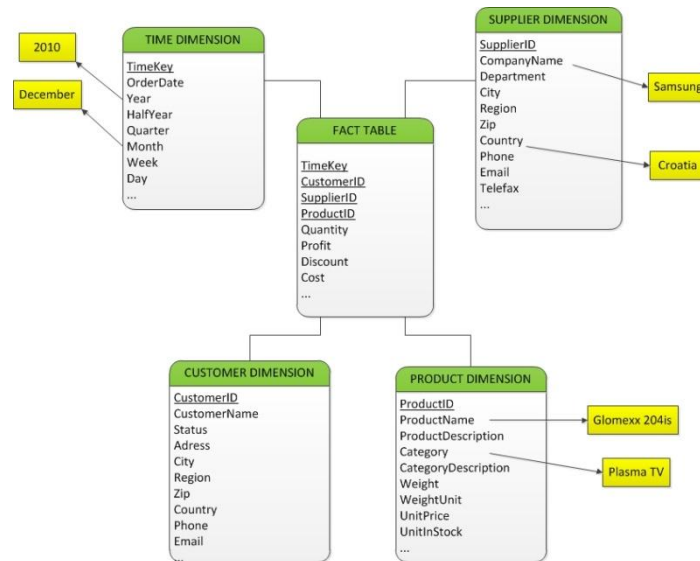 TIME DIMENSION
TimeKey
OrderDate
Year
HalfYear
Quarter
Month
Week
Day
...
2010
December
SUPPLIER DIMENSION
SupplierID
CompanyName
Department
City
Region
Zip
Country
Phone
Email
Telefax
...
Samsung
Croatia
FACT TABLE
TimeKey
CustomerID
SupplierID
ProductID
Quantity
Profit
Discount
Cost
...
CUSTOMER DIMENSION
CustomerID
CustomerName
Status
Adress
City
Region
Zip
Country
Phone
Email
...
PRODUCT DIMENSION
ProductID
ProductName
ProductDescription
Category
CategoryDescription
Weight
WeightUnit
UnitPrice
UnitInStock
...
Glomexx 204is
Plasma TV